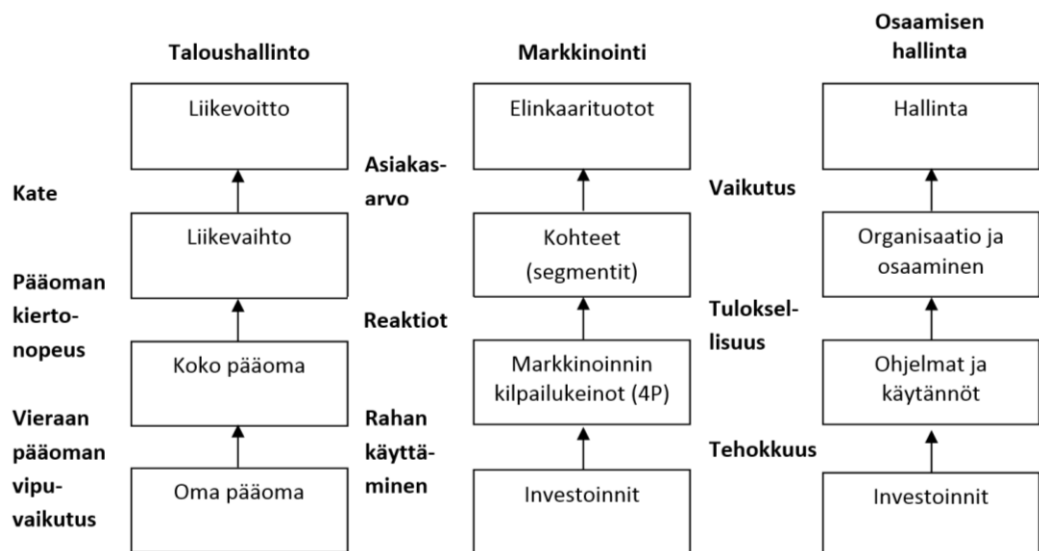 Taloushallinto
Liikevoitto
Kate
Liikevaihto
Pääoman
kierto-
nopeus
Koko pääoma
Vieraan
pääoman
vipu-
vaikutus
Oma pääoma
Markkinointi
Elinkaarituotot
Asiakas-
arvo
Kohteet
(segmentit)
Reaktiot
Markkinoinnin
kilpailukeinot (4P)
Rahan
käyttä-
minen
Investoinnit
Osaamisen
hallinta
Hallinta
Vaikutus
Organisaatio ja
osaaminen
Tuloksel-
lisuus
Ohjelmat ja
käytännöt
Tehokkuus
Investoinnit